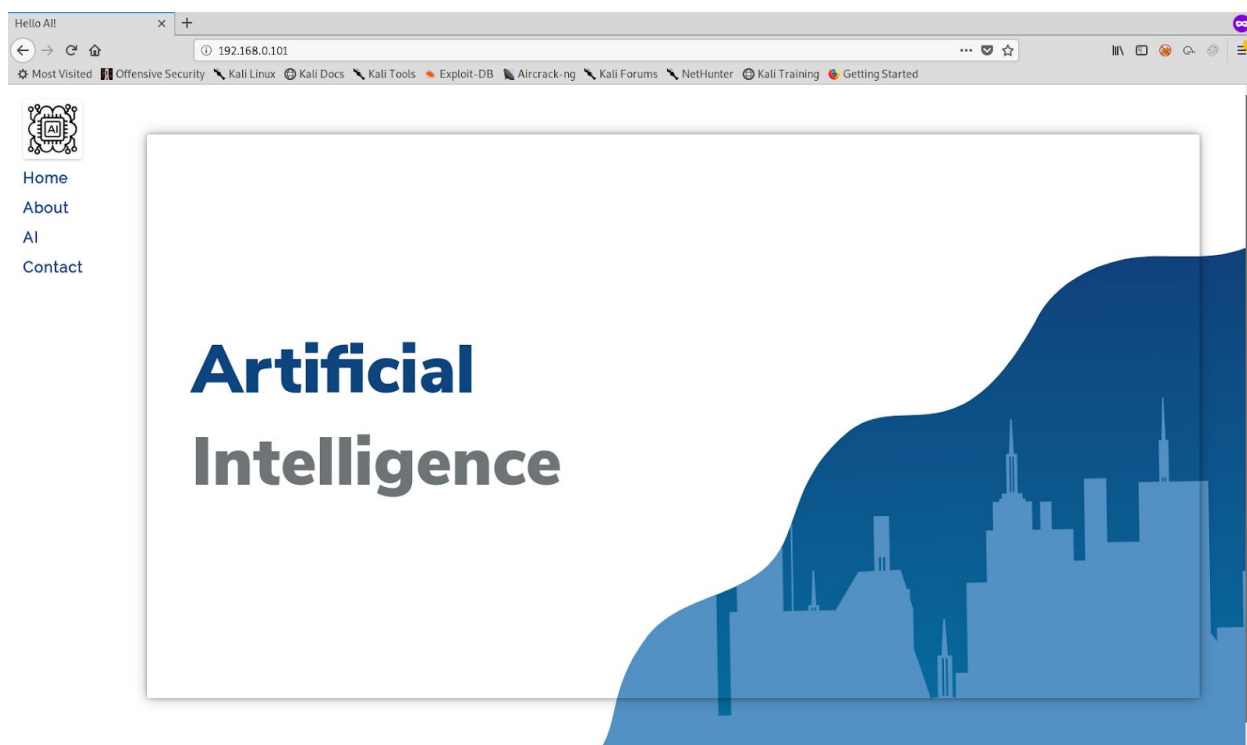 Hello AI!
192.168.0.101
Most Visited Offensive Security Kali Linux Kali Docs Kali Tools Exploit-DB Aircrack-ng Kali Forums NetHunter Kali Training Getting Started
AI
Home
About
AI
Contact
Artificial
Intelligence